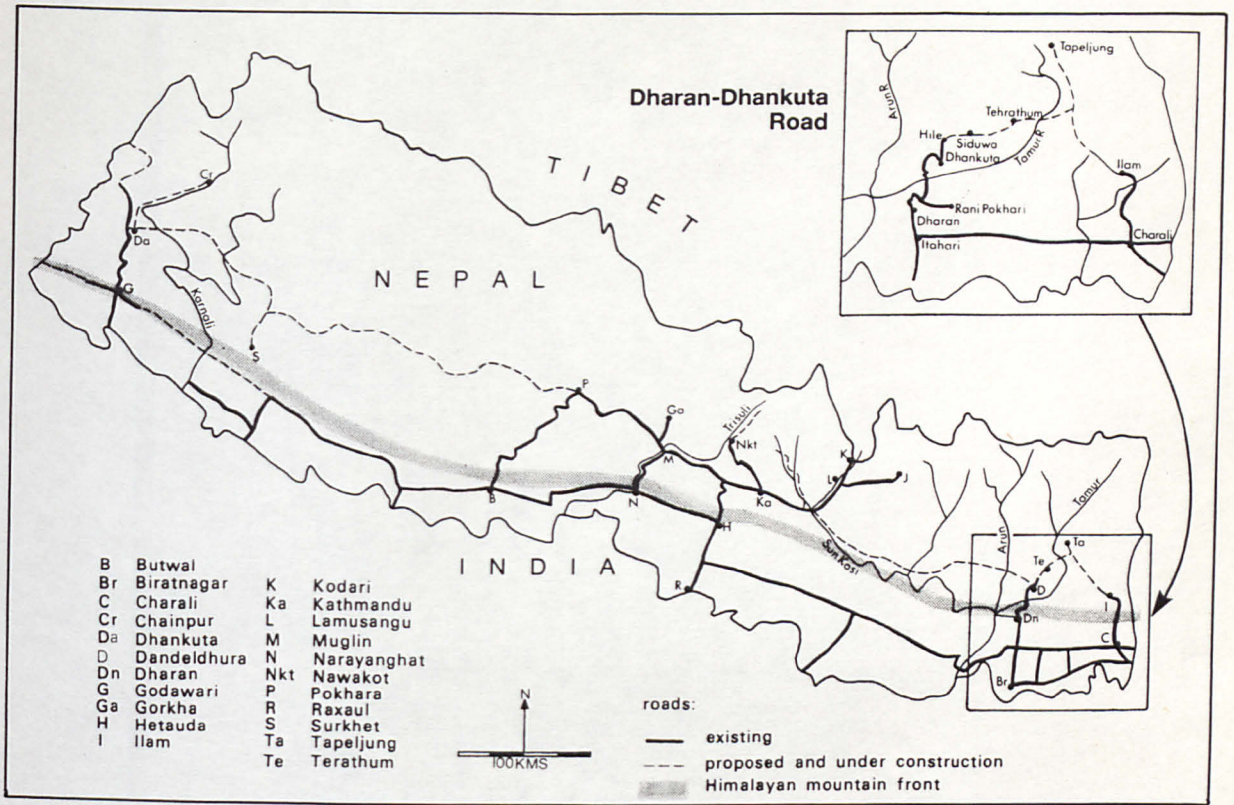 Dharan-Dhankuta
Road
Tapeljung
Arun R
Tehrathum
Hile
Siduwa
Dhankuta
Tamur R
Ilam
Rani Pokhari
Dharan
Itahari
Charali
TIBET
NEPAL
INDIA
Cr
Da
G
Karnali
S
P
Ga
M
Trisuli
Nkt
K
L
J
Ka
B
N
H
R
Sun Kosi
Arun
Tamur
Ta
Te
D
Dn
I
C
Br
B Butwal
Br Biratnagar
C Charali
Cr Chainpur
Da Dhankuta
D Dandeldhura
Dn Dharan
G Godawari
Ga Gorkha
H Hetauda
I Ilam
K Kodari
Ka Kathmandu
L Lamusangu
M Muglin
N Narayanghat
Nkt Nawakot
P Pokhara
R Raxaul
S Surkhet
Ta Tapeljung
Te Terathum
N
100KMS
roads:
existing
proposed and under construction
Himalayan mountain front